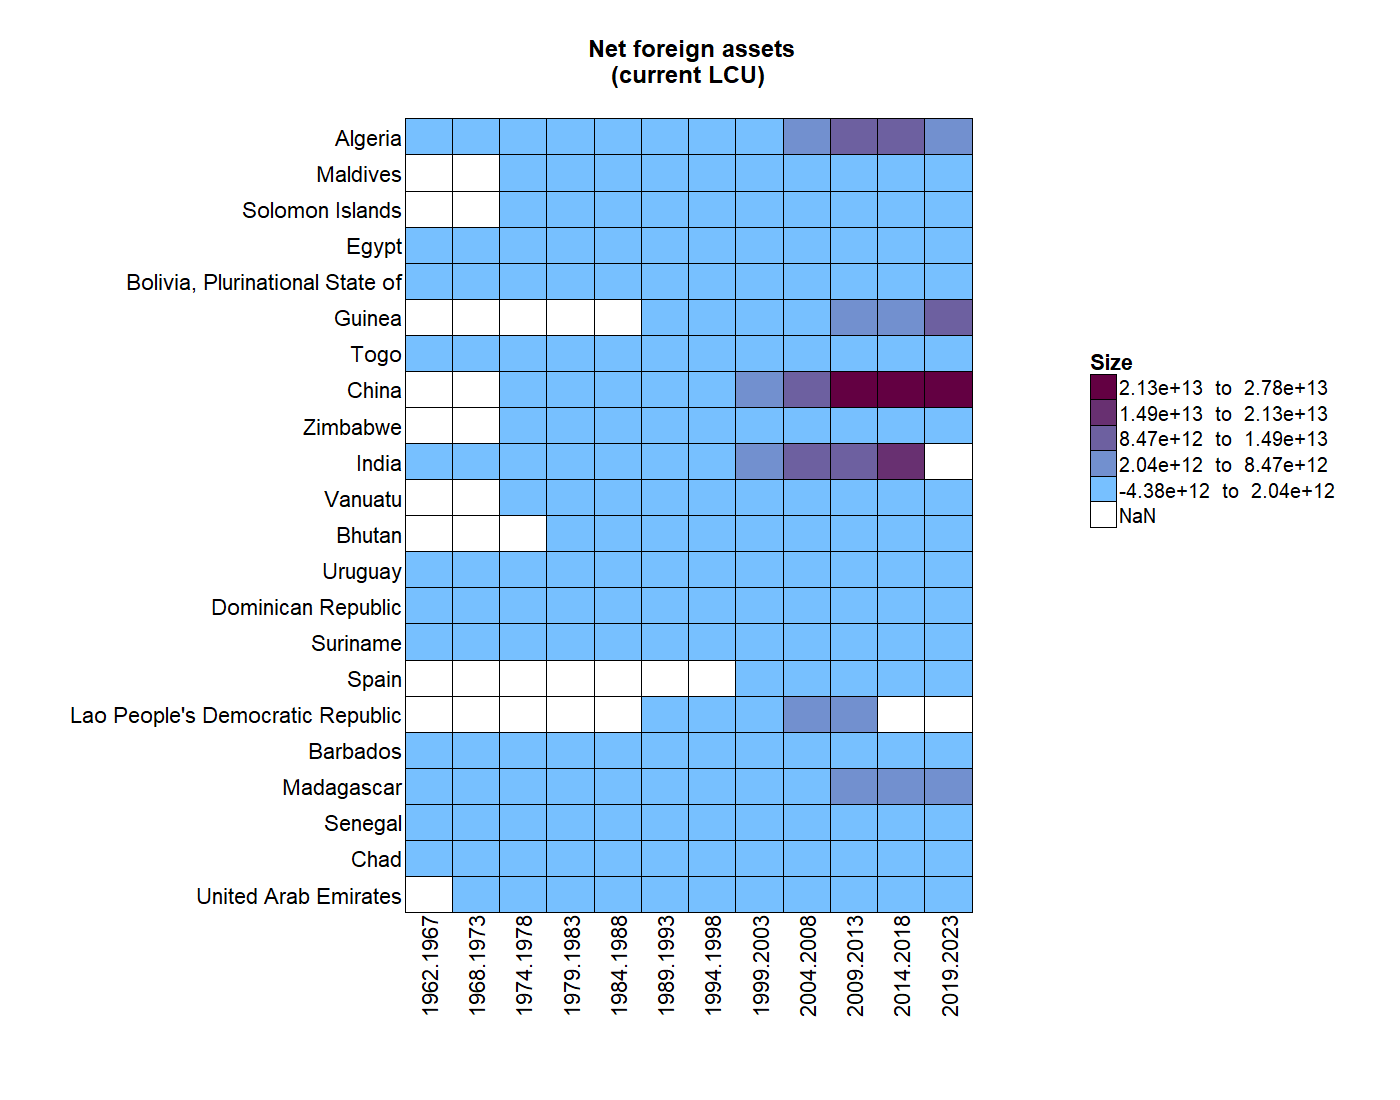 Net foreign assets
(current LCU)
Algeria
Maldives
Solomon Islands
Egypt
Bolivia, Plurinational State of
Guinea
Togo
China
Zimbabwe
India
Vanuatu
Bhutan
Uruguay
Dominican Republic
Suriname
Spain
Lao People's Democratic Republic
Barbados
Madagascar
Senegal
Chad
United Arab Emirates
1962.1967
1968.1973
1974.1978
1979.1983
1984.1988
1989.1993
1994.1998
1999.2003
2004.2008
2009.2013
2014.2018
2019.2023
Size
2.13e+13 to 2.78e+13
1.49e+13 to 2.13e+13
8.47e+12 to 1.49e+13
2.04e+12 to 8.47e+12
-4.38e+12 to 2.04e+12
NaN